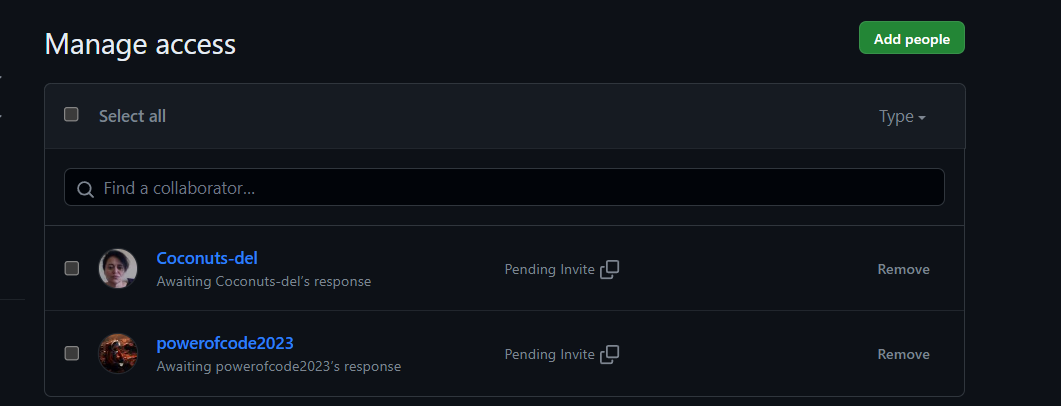 Manage access
Add people
Select all
Type
Find a collaborator...
Coconuts-del
Awaiting Coconuts-del's response
Pending Invite
Remove
powerofcode2023
Awaiting powerofcode2023's response
Pending Invite
Remove